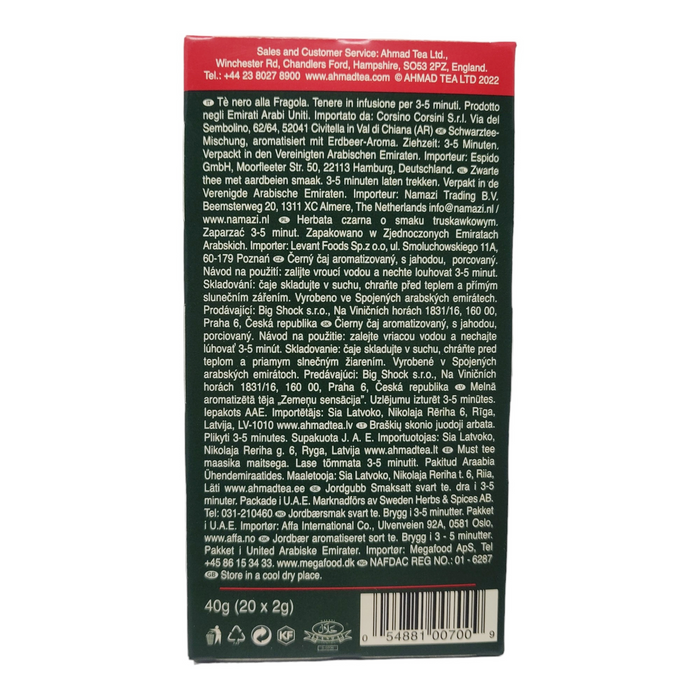 Sales and Customer Service: Ahmad Tea Ltd.,
Winchester Rd, Chandlers Ford, Hampshire, SO53 2PZ, England.
Tel.: +44 23 8027 8900 www.ahmadtea.com © AHMAD TEA LTD 2022
IT Tè nero alla Fragola. Tenere in infusione per 3-5 minuti. Prodotto
negli Emirati Arabi Uniti. Importato da: Corsino Corsini S.r.l. Via del
Sembolino, 62/64, 52041 Civitella in Val di Chiana (AR) DE Schwarztee-
Mischung, aromatisiert mit Erdbeer-Aroma. Ziehzeit: 3-5 Minuten.
Verpackt in den Vereinigten Arabischen Emiraten. Importeur: Espido
GmbH, Moorfleeter Str. 50, 22113 Hamburg, Deutschland. NL Zwarte
thee met aardbeien smaak. 3-5 minuten laten trekken. Verpakt in de
Verenigde Arabische Emiraten. Importeur: Namazi Trading B.V.
Beemsterweg 20, 1311 XC Almere, The Netherlands info@namazi.nl /
www.namazi.nl PL Herbata czarna o smaku truskawkowym.
Zaparzać 3-5 minut. Zapakowano w Zjednoczonych Emiratach
Arabskich. Importer: Levant Foods Sp.z o.o, ul. Smoluchowskiego 11A,
60-179 Poznań CZ Černý čaj aromatizovaný, s jahodou, porcovaný.
Návod na použití: zalijte vroucí vodou a nechte louhovat 3-5 minut.
Skladování: čaje skladujte v suchu, chraňte před teplem a přímým
slunečním zářením. Vyrobeno ve Spojených arabských emirátech.
Prodávající: Big Shock s.r.o., Na Viničních horách 1831/16, 160 00,
Praha 6, Česká republika SK Čierny čaj aromatizovaný, s jahodou,
porciovaný. Návod na použitie: zalejte vriacou vodou a nechajte
lúhovať 3-5 minút. Skladovanie: čaje skladujte v suchu, chráňte pred
teplom a priamym slnečným žiarením. Vyrobené v Spojených
arabských emirátoch. Predávajúci: Big Shock s.r.o., Na Viničních
horách 1831/16, 160 00, Praha 6, Česká republika LV Melnā
aromatizētā tēja „Zemeņu sensācija”. Uzlējumu izturēt 3-5 minūtes.
Iepakots AAE. Importētājs: Sia Latvoko, Nikolaja Rēriha 6, Rīga,
Latvija, LV-1010 www.ahmadtea.lv LT Braškių skonio juodoji arbata.
Plikyti 3-5 minutes. Supakuota J. A. E. Importuotojas: Sia Latvoko,
Nikolaja Reriha g. 6, Ryga, Latvija www.ahmadtea.lt EE Must tee
maasika maitsega. Lase tõmmata 3-5 minutit. Pakitud Araabia
Ühendemiraatides. Maaletooja: Sia Latvoko, Nikolaja Reriha t. 6, Riia,
Läti www.ahmadtea.ee SE Jordgubb Smaksatt svart te. dra i 3-5
minuter. Packade i U.A.E. Marknadförs av Sweden Herbs & Spices AB.
Tel: 031-210460 NO Jordbærsmak svart te. Brygg i 3-5 minutter. Pakket
i U.A.E. Importør: Affa International Co., Ulvenveien 92A, 0581 Oslo,
www.affa.no DK Jordbær aromatiseret sort te. Brygg i 3 - 5 minutter.
Pakket i United Arabiske Emirater. Importør: Megafood ApS, Tel
+45 86 15 34 33. www.megafood.dk NG NAFDAC REG NO.: 01 - 6287
GB Store in a cool dry place.
40g (20 x 2g)
KF
0 54881 00700 9